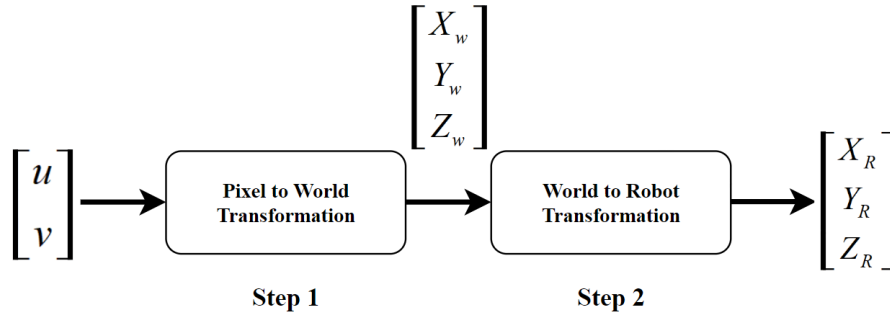 u
v
Pixel to World
Transformation
Step 1
X_w
Y_w
Z_w
World to Robot
Transformation
Step 2
X_R
Y_R
Z_R